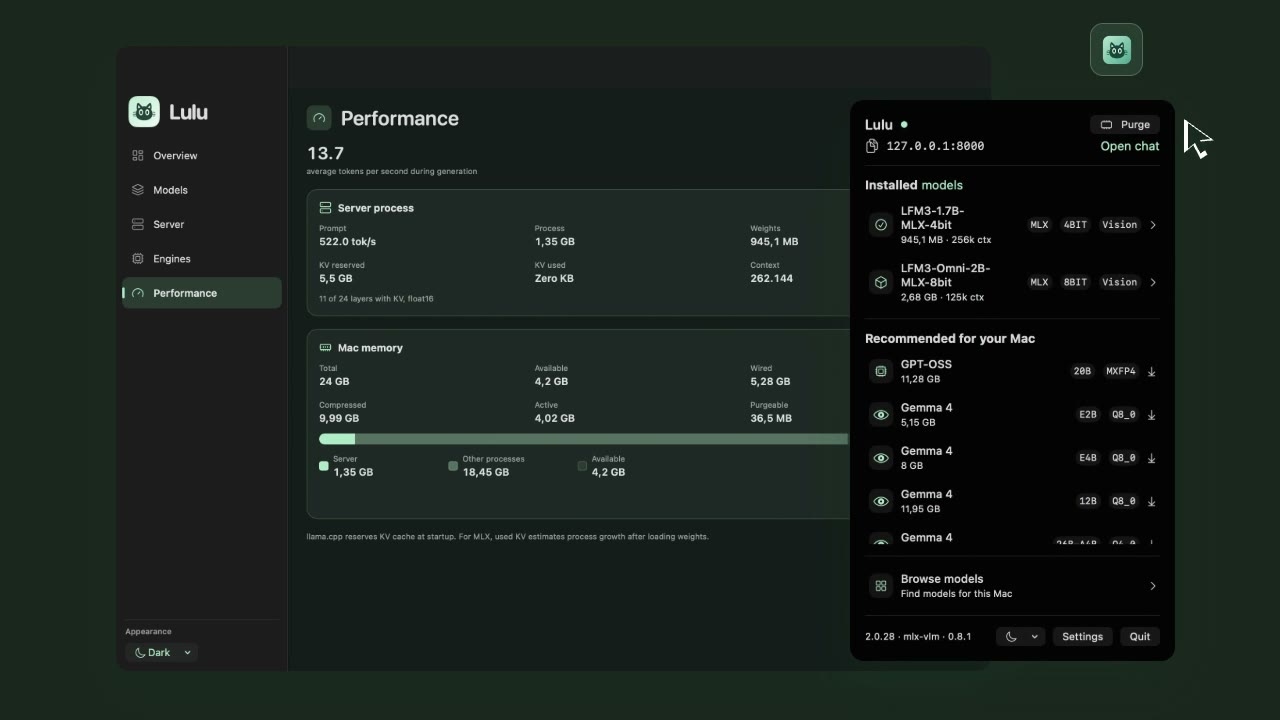 Lulu
Overview
Models
Server
Engines
Performance
Appearance
Dark
Performance
13.7
average tokens per second during generation
Server process
Prompt Process Weights
522.0 tok/s 1,35 GB 945,1 MB
KV reserved KV used Context
5,5 GB Zero KB 262.144
11 of 24 layers with KV, float16
Mac memory
Total Available Wired
24 GB 4,2 GB 5,28 GB
Compressed Active Purgeable
9,99 GB 4,02 GB 36,5 MB
Server Other processes Available
1,35 GB 18,45 GB 4,2 GB
llama.cpp reserves KV cache at startup. For MLX, used KV estimates process growth after loading weights.
Lulu Purge
127.0.0.1:8000 Open chat
Installed models
LFM3-1.7B-
MLX-4bit
945,1 MB · 256k ctx
MLX 4BIT Vision
LFM3-Omni-2B-
MLX-8bit
2,68 GB · 125k ctx
MLX 8BIT Vision
Recommended for your Mac
GPT-OSS
11,28 GB
20B MXFP4
Gemma 4
5,15 GB
E2B Q8_0
Gemma 4
8 GB
E4B Q8_0
Gemma 4
11,95 GB
12B Q8_0
Gemma 4
Browse models
Find models for this Mac
2.0.28 · mlx-vlm · 0.8.1 Settings Quit